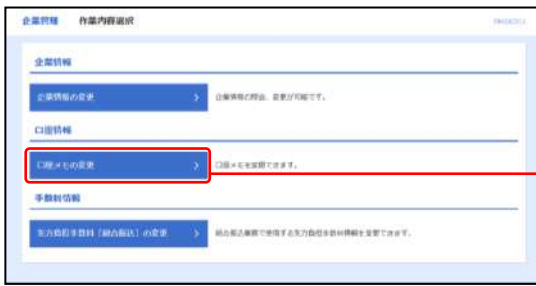 企業管理 作業内容選択
企業情報
企業情報の変更
企業情報の照会、変更が可能です。
口座情報
口座メモの変更
口座メモを変更できます。
手数料情報
先方負担手数料［総合振込］の変更
総合振込業務で使用する先方負担手数料情報を変更できます。